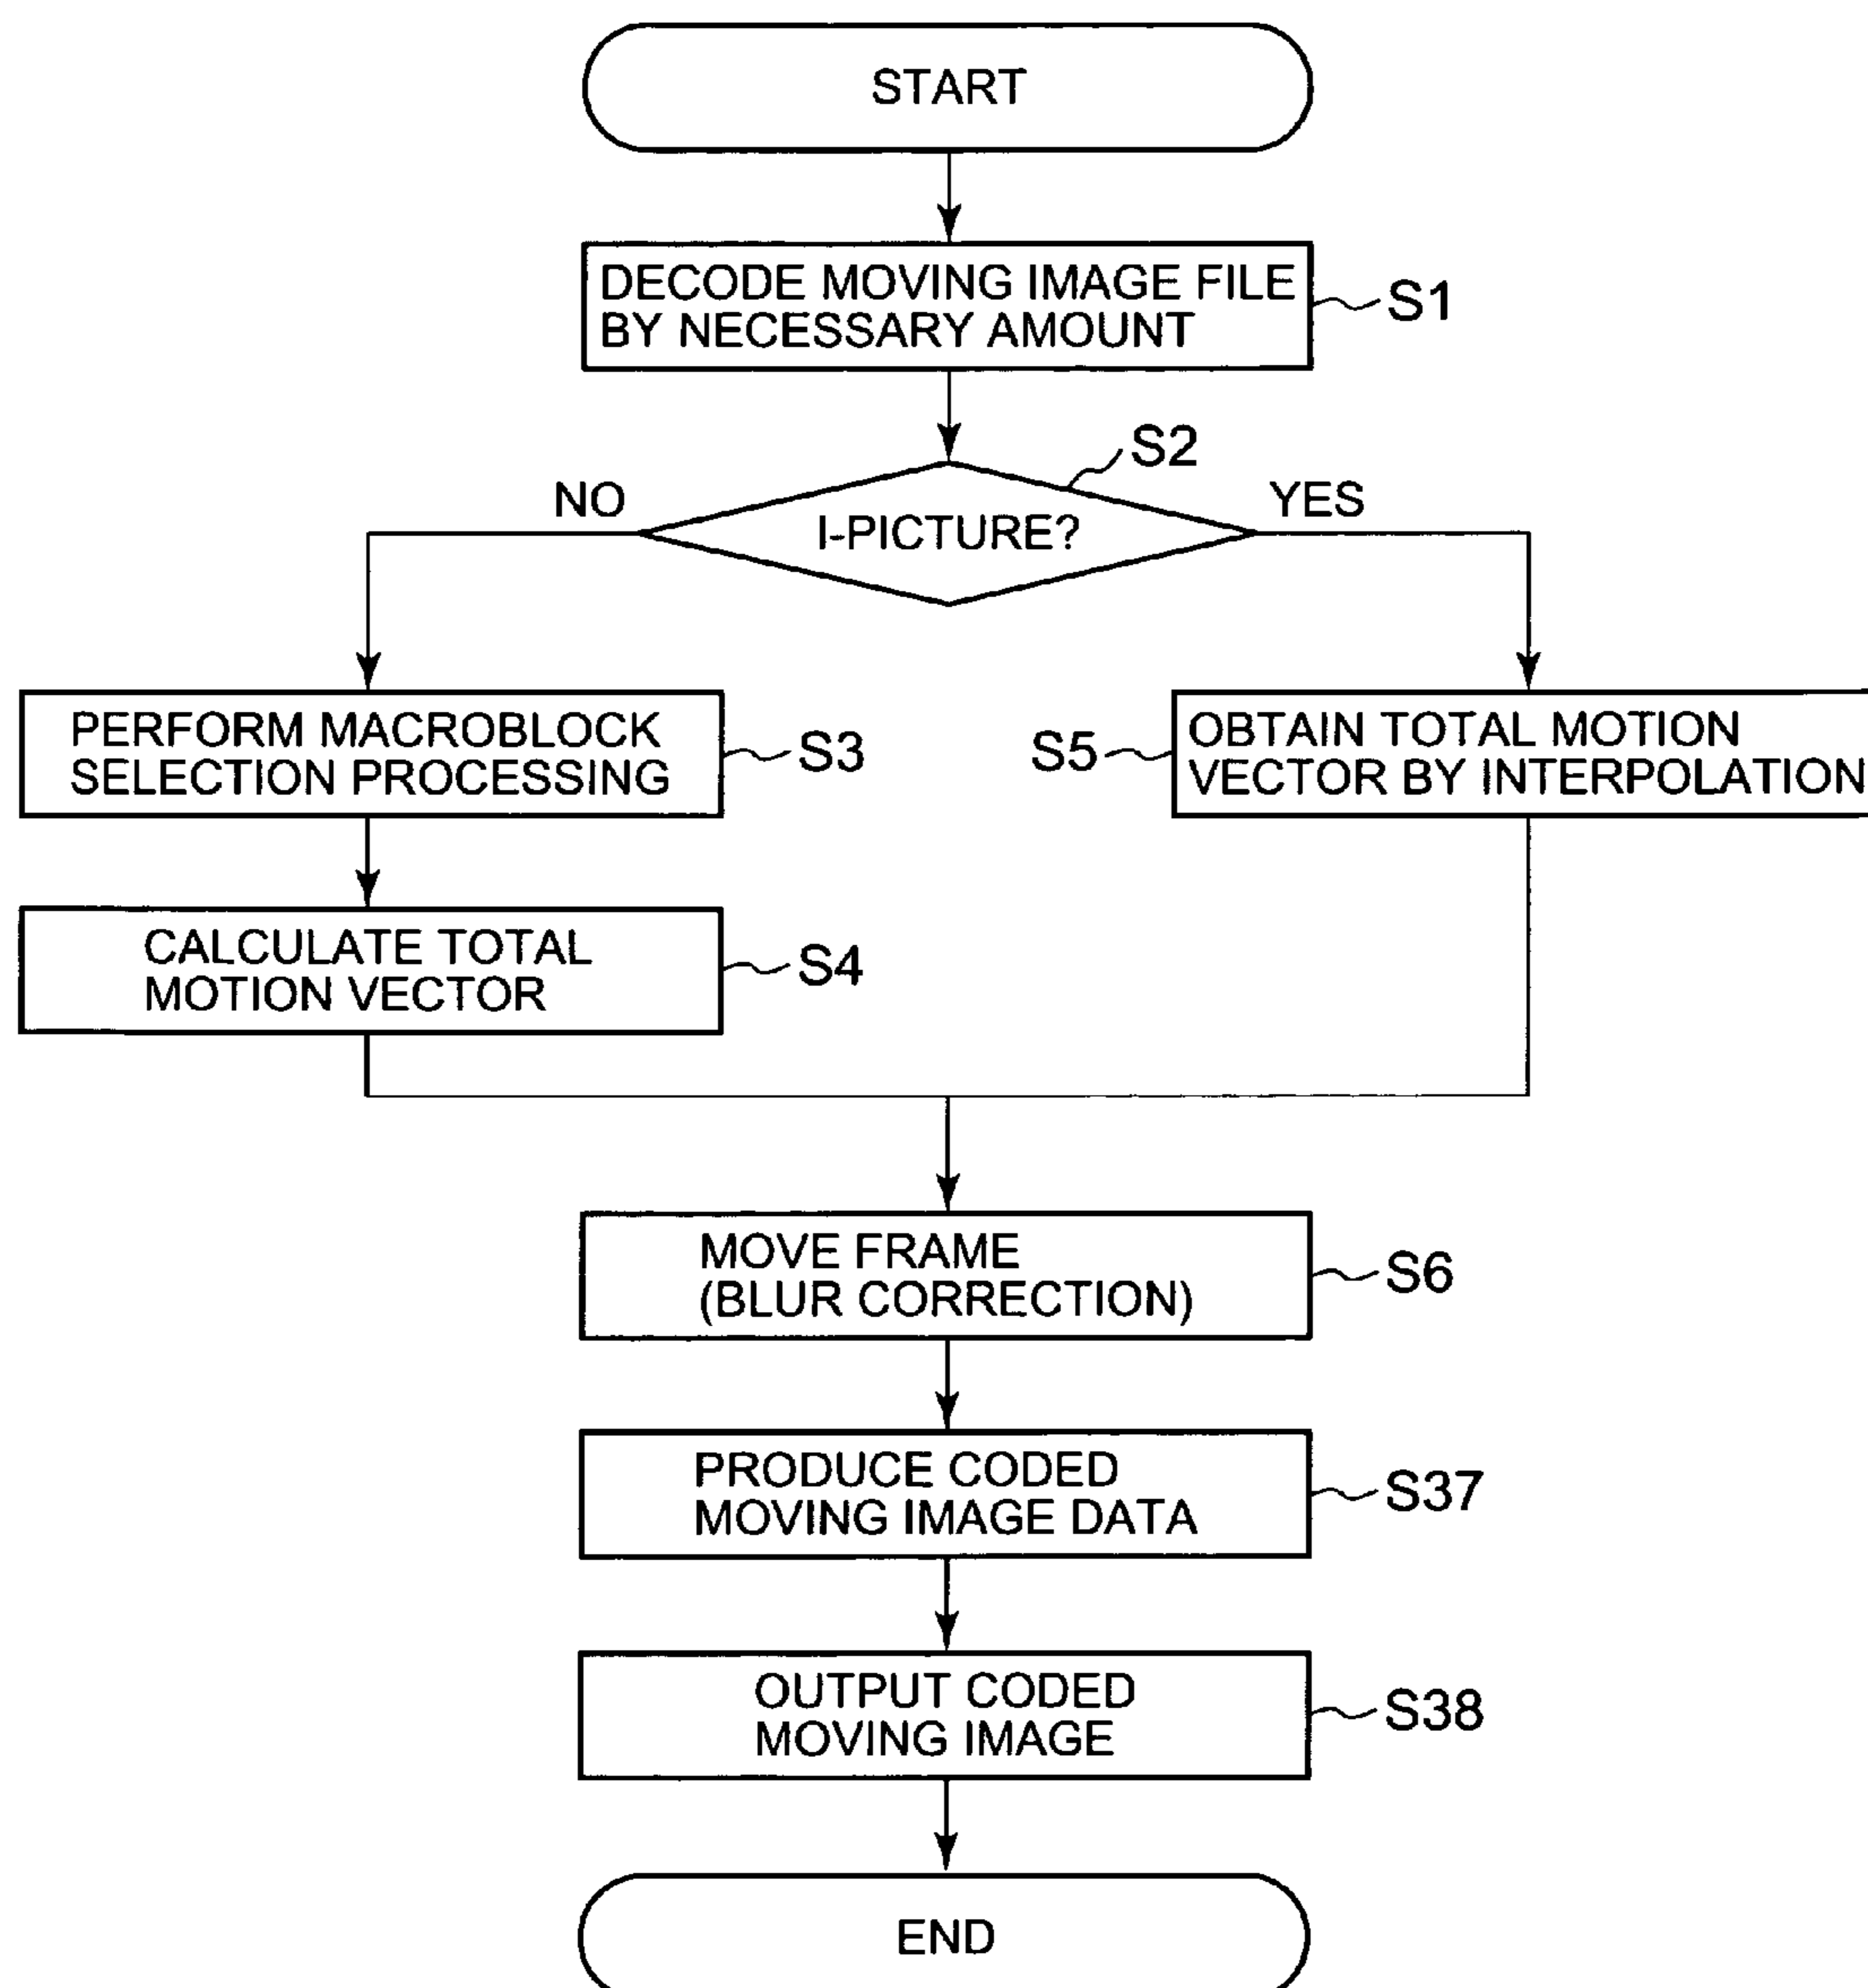 START
DECODE MOVING IMAGE FILE
BY NECESSARY AMOUNT
S1
S2
NO
YES
I-PICTURE?
PERFORM MACROBLOCK
SELECTION PROCESSING
S3
S5
OBTAIN TOTAL MOTION
VECTOR BY INTERPOLATION
CALCULATE TOTAL
MOTION VECTOR
S4
MOVE FRAME
(BLUR CORRECTION)
S6
PRODUCE CODED
MOVING IMAGE DATA
S37
OUTPUT CODED
MOVING IMAGE
S38
END